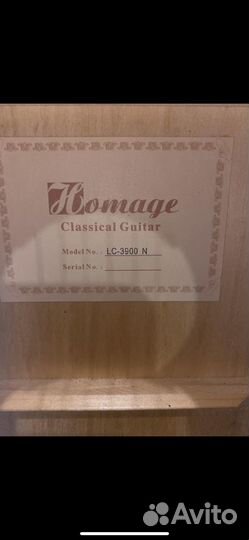 Homage
Classical Guitar
Model No. : LC-3900 N
Serial No. :
Avito